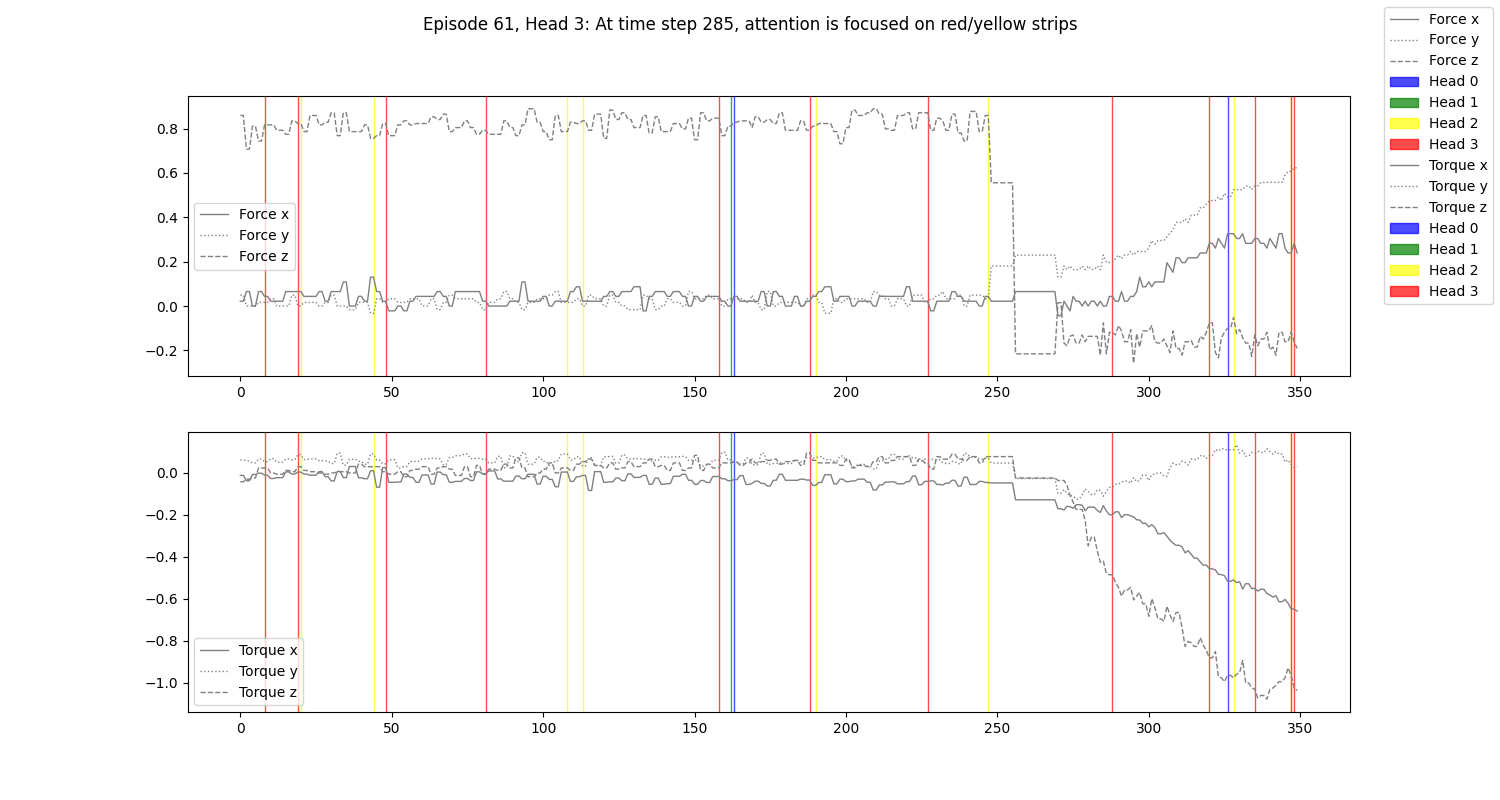 Episode 61, Head 3: At time step 285, attention is focused on red/yellow strips
Force x
Force y
Force z
Head 0
Head 1
Head 2
Head 3
Torque x
Torque y
Torque z
Head 0
Head 1
Head 2
Head 3
0.8
0.6
0.4
0.2
0.0
−0.2
Force x
Force y
Force z
0
50
100
150
200
250
300
350
0.0
−0.2
−0.4
−0.6
−0.8
−1.0
Torque x
Torque y
Torque z
0
50
100
150
200
250
300
350